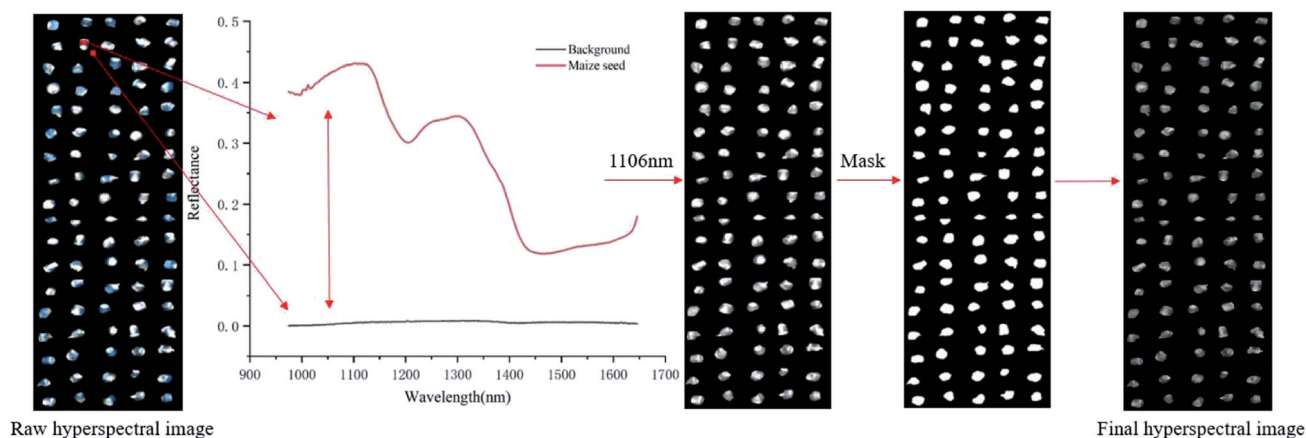 0.5
0.4
0.3
0.2
0.1
0.0
Reflectance
Background
Maize seed
900 1000 1100 1200 1300 1400 1500 1600 1700
Wavelength(nm)
1106nm
Mask
Raw hyperspectral image
Final hyperspectral image